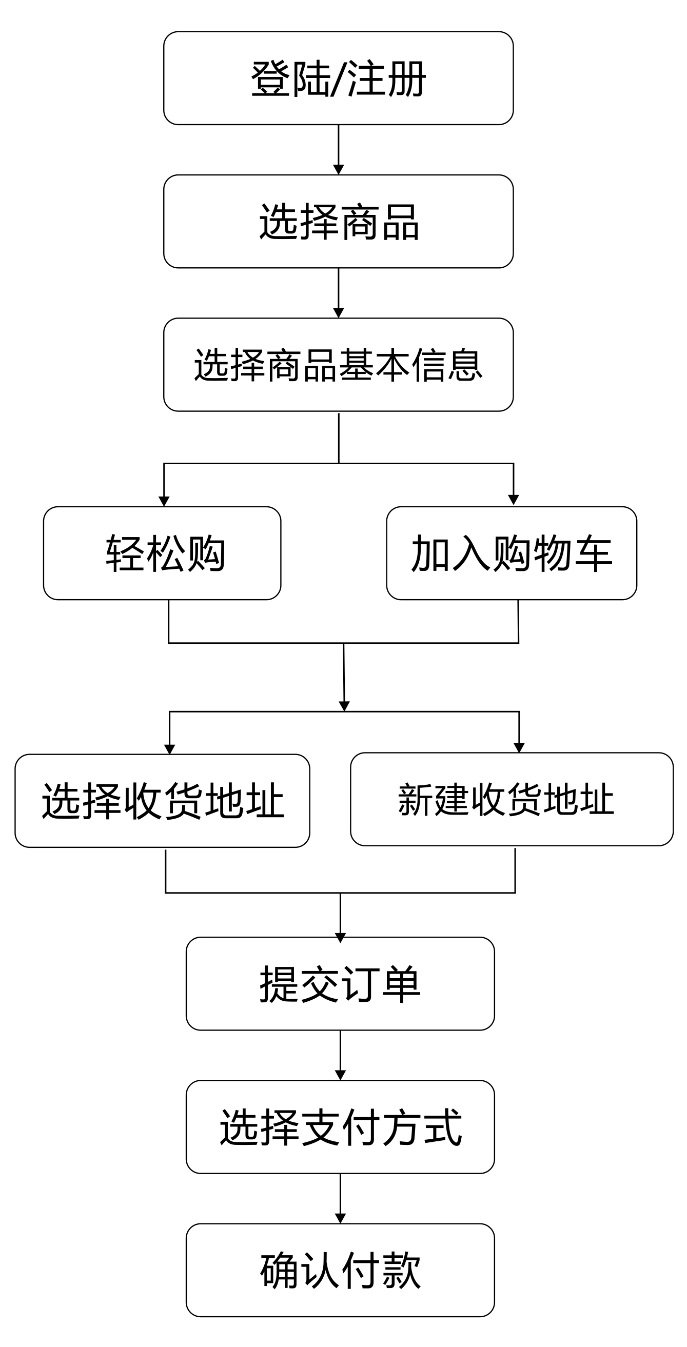 登陆/注册
选择商品
选择商品基本信息
轻松购
加入购物车
选择收货地址
新建收货地址
提交订单
选择支付方式
确认付款